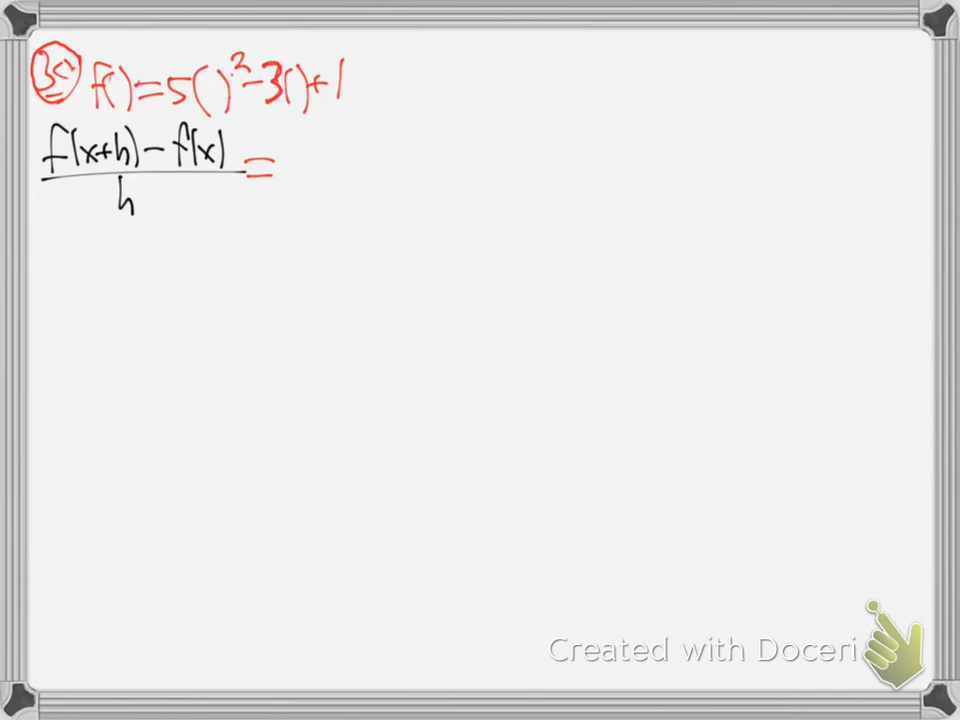 3c f( ) = 5( )² - 3( ) + 1
f(x+h) - f(x) =
h
Created with Doceri